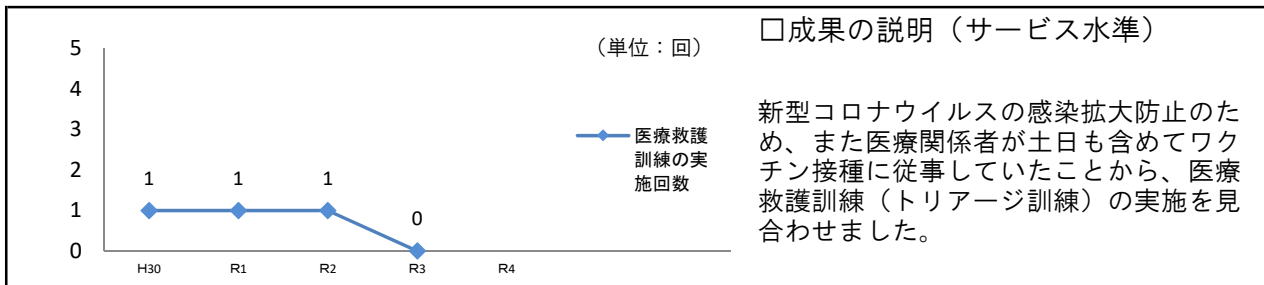 5
4
3
2
1
0
（単位：回）
1
1
1
0
H30
R1
R2
R3
R4
医療救護
訓練の実
施回数
□成果の説明（サービス水準）
新型コロナウイルスの感染拡大防止のた
め、また医療関係者が土日も含めてワク
チン接種に従事していたことから、医療
救護訓練（トリアージ訓練）の実施を見
合わせました。